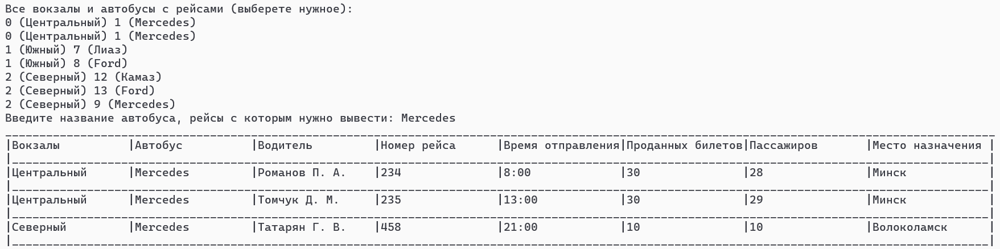 Все вокзалы и автобусы с рейсами (выберете нужное):
0 (Центральный) 1 (Mercedes)
0 (Центральный) 1 (Mercedes)
1 (Южный) 7 (Лиаз)
1 (Южный) 8 (Ford)
2 (Северный) 12 (Камаз)
2 (Северный) 13 (Ford)
2 (Северный) 9 (Mercedes)
Введите название автобуса, рейсы с которым нужно вывести: Mercedes
|Вокзалы |Автобус |Водитель |Номер рейса |Время отправления|Проданных билетов|Пассажиров |Место назначения |
|Центральный |Mercedes |Романов П. А. |234 |8:00 |30 |28 |Минск |
|Центральный |Mercedes |Томчук Д. М. |235 |13:00 |30 |29 |Минск |
|Северный |Mercedes |Татарян Г. В. |458 |21:00 |10 |10 |Волоколамск |